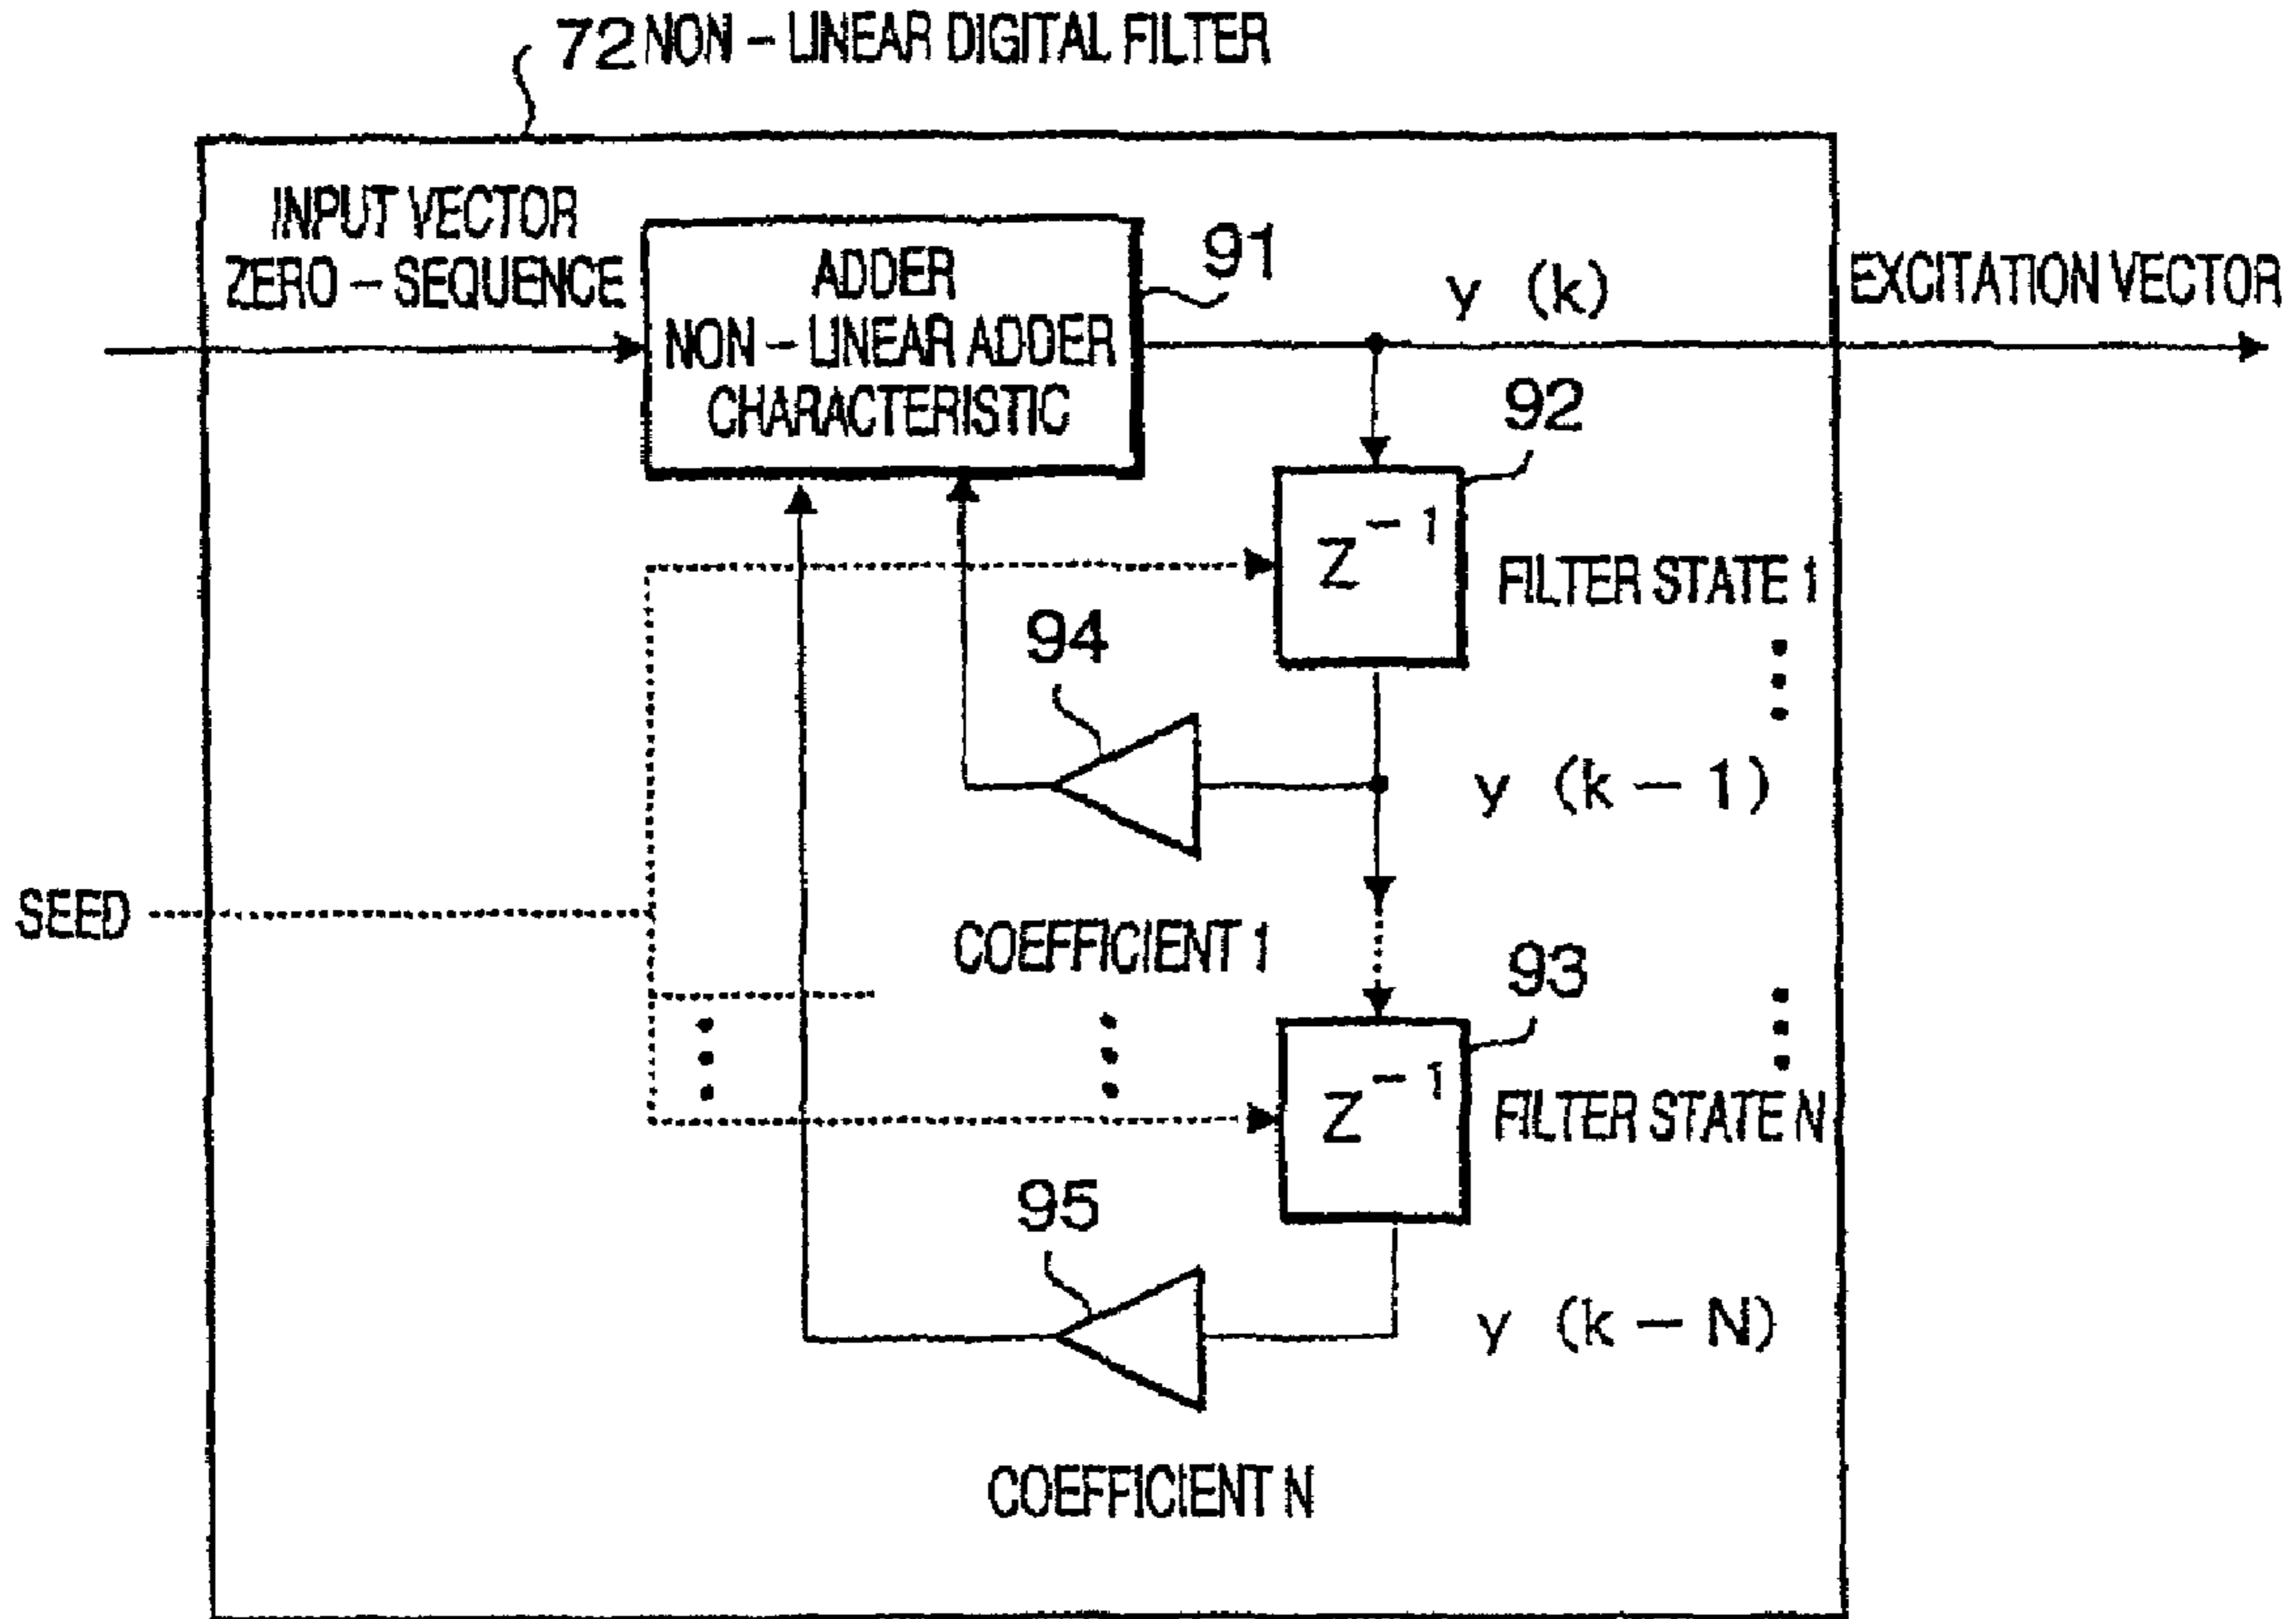 72 NON – LINEAR DIGITAL FILTER
INPUT VECTOR
ZERO – SEQUENCE
ADDER
NON – LINEAR ADDER
CHARACTERISTIC
91
y (k)
EXCITATION VECTOR
92
Z⁻¹
FILTER STATE 1
94
y (k – 1)
SEED
COEFFICIENT 1
93
Z⁻¹
FILTER STATE N
95
y (k – N)
COEFFICIENT N